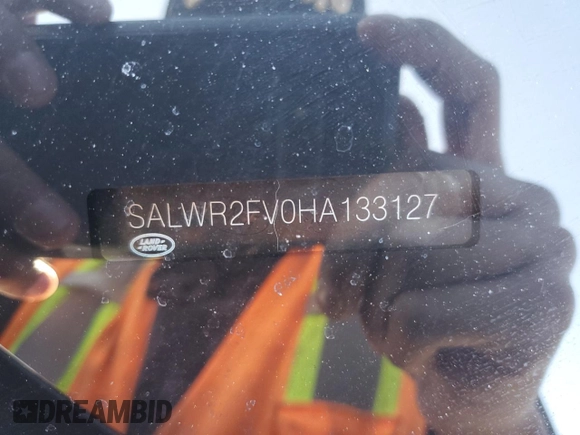 SALWR2FV0HA133127
LAND-
-ROVER
DREAMBID